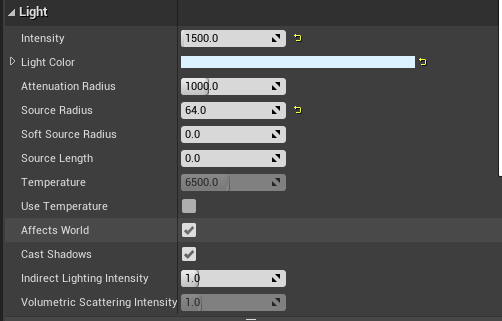 Light
Intensity 1500.0
Light Color
Attenuation Radius 1000.0
Source Radius 64.0
Soft Source Radius 0.0
Source Length 0.0
Temperature 6500.0
Use Temperature
Affects World
Cast Shadows
Indirect Lighting Intensity 1.0
Volumetric Scattering Intensity 1.0